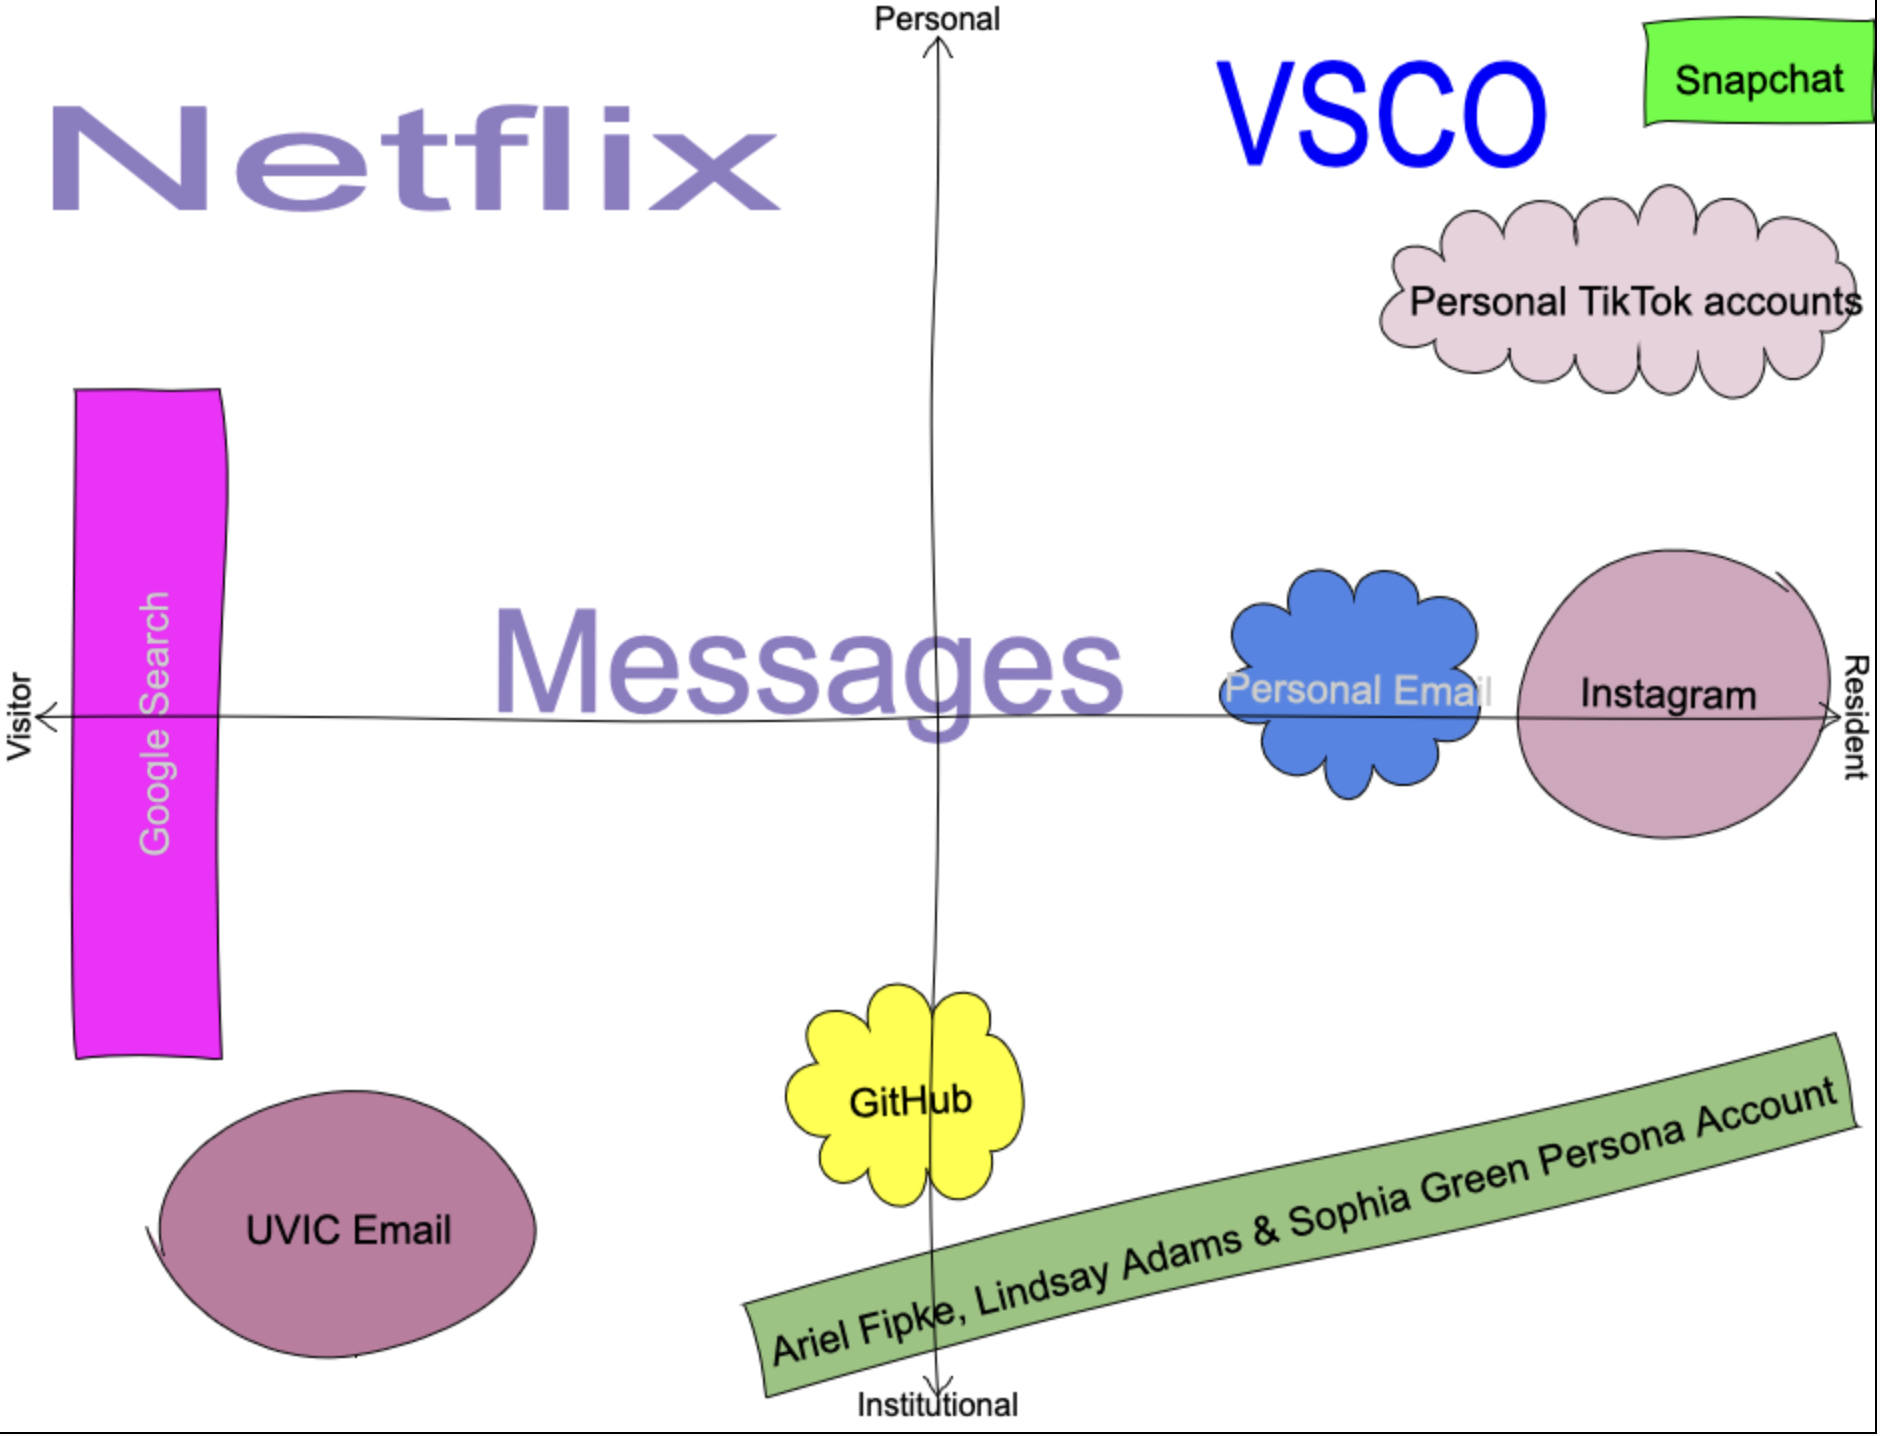 Personal
Snapchat
VSCO
Netflix
Personal TikTok accounts
Google Search
Messages
Personal Email
Instagram
Visitor
Resident
GitHub
Ariel Fipke, Lindsay Adams & Sophia Green Persona Account
UVIC Email
Institutional